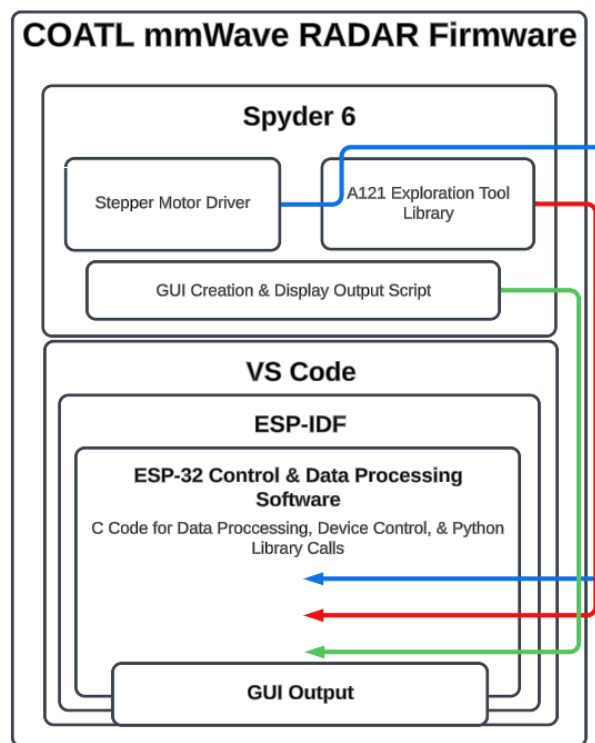 COATL mmWave RADAR Firmware
Spyder 6
Stepper Motor Driver
A121 Exploration Tool
Library
GUI Creation & Display Output Script
VS Code
ESP-IDF
ESP-32 Control & Data Processing
Software
C Code for Data Proccessing, Device Control, & Python
Library Calls
GUI Output